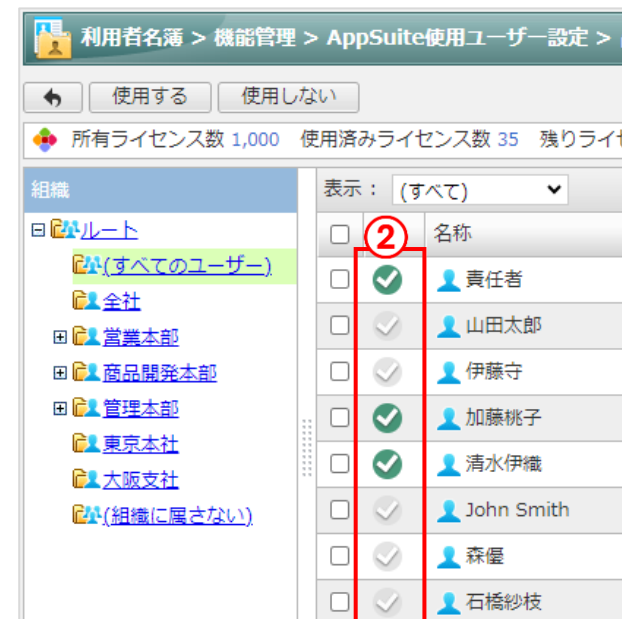 利用者名簿 > 機能管理 > AppSuite使用ユーザー設定 >
使用する 使用しない
所有ライセンス数 1,000 使用済みライセンス数 35 残りライ
組織
表示： (すべて)
ルート
(すべてのユーザー)
全社
営業本部
商品開発本部
管理本部
東京本社
大阪支社
(組織に属さない)
② 名称
責任者
山田太郎
伊藤守
加藤桃子
清水伊織
John Smith
森優
石橋紗枝